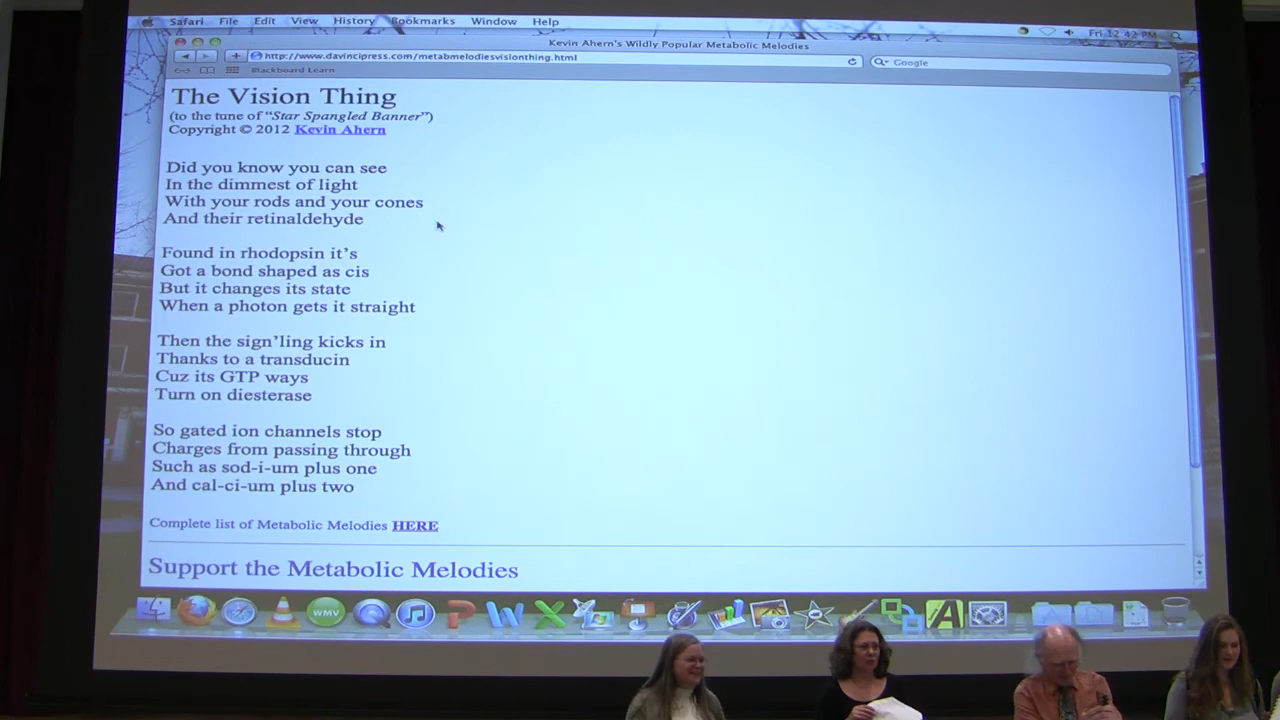 Safari File Edit View History Bookmarks Window Help
Fri 12:42 PM
Kevin Ahern's Wildly Popular Metabolic Melodies
http://www.davincipress.com/metabmelodiesvisionthing.html
Google
Blackboard Learn
The Vision Thing
(to the tune of “Star Spangled Banner”)
Copyright © 2012 Kevin Ahern
Did you know you can see
In the dimmest of light
With your rods and your cones
And their retinaldehyde
Found in rhodopsin it’s
Got a bond shaped as cis
But it changes its state
When a photon gets it straight
Then the sign’ling kicks in
Thanks to a transducin
Cuz its GTP ways
Turn on diesterase
So gated ion channels stop
Charges from passing through
Such as sod-i-um plus one
And cal-ci-um plus two
Complete list of Metabolic Melodies HERE
Support the Metabolic Melodies
WMV